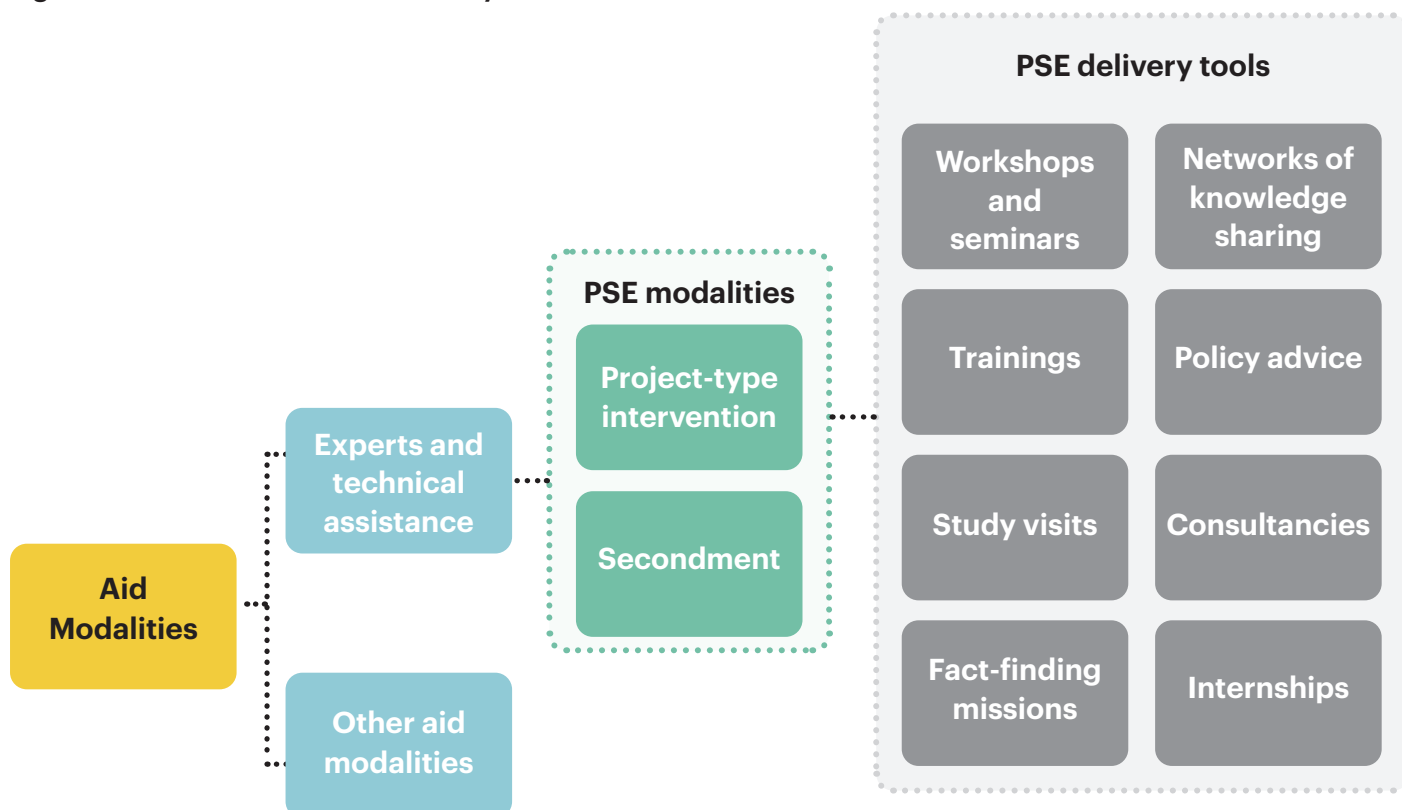 Aid
Modalities
Experts and
technical
assistance
Other aid
modalities
PSE modalities
Project-type
intervention
Secondment
PSE delivery tools
Workshops
and
seminars
Networks of
knowledge
sharing
Trainings
Policy advice
Study visits
Consultancies
Fact-finding
missions
Internships